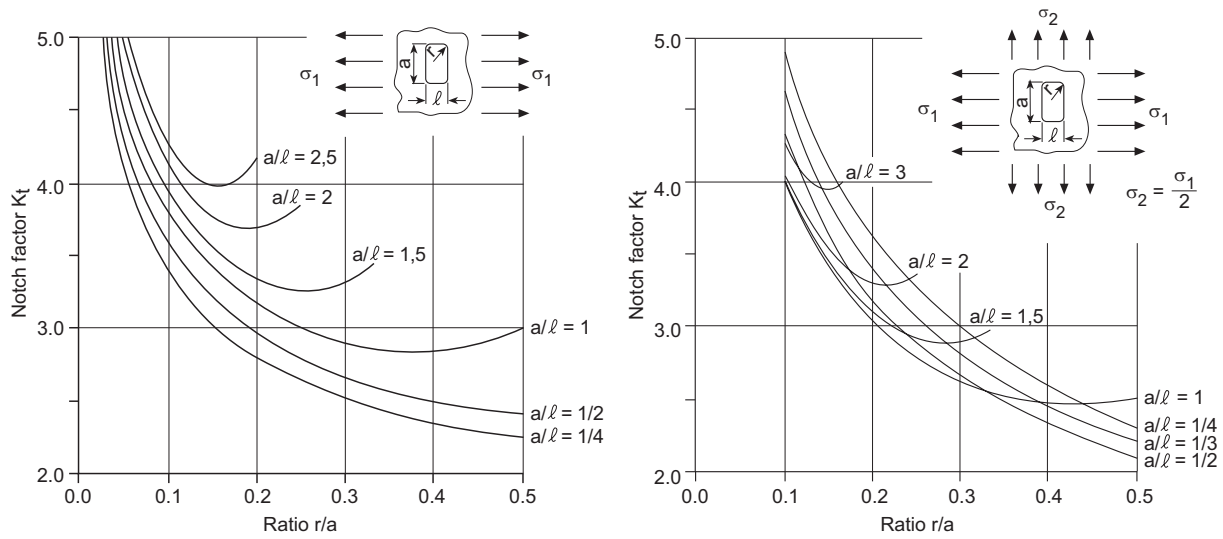 5.0
4.0
3.0
2.0
0.0 0.1 0.2 0.3 0.4 0.5
Notch factor Kt
Ratio r/a
σ1 σ1
a
r
ℓ
a/ℓ = 2,5
a/ℓ = 2
a/ℓ = 1,5
a/ℓ = 1
a/ℓ = 1/2
a/ℓ = 1/4
5.0
4.0
3.0
2.0
0.0 0.1 0.2 0.3 0.4 0.5
Notch factor Kt
Ratio r/a
σ2
σ1 σ1
a
r
ℓ
σ2
σ2 = σ1/2
a/ℓ = 3
a/ℓ = 2
a/ℓ = 1,5
a/ℓ = 1
a/ℓ = 1/4
a/ℓ = 1/3
a/ℓ = 1/2